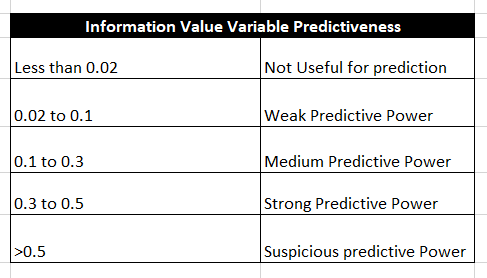 Information Value Variable Predictiveness
Less than 0.02 Not Useful for prediction
0.02 to 0.1 Weak Predictive Power
0.1 to 0.3 Medium Predictive Power
0.3 to 0.5 Strong Predictive Power
>0.5 Suspicious predictive Power